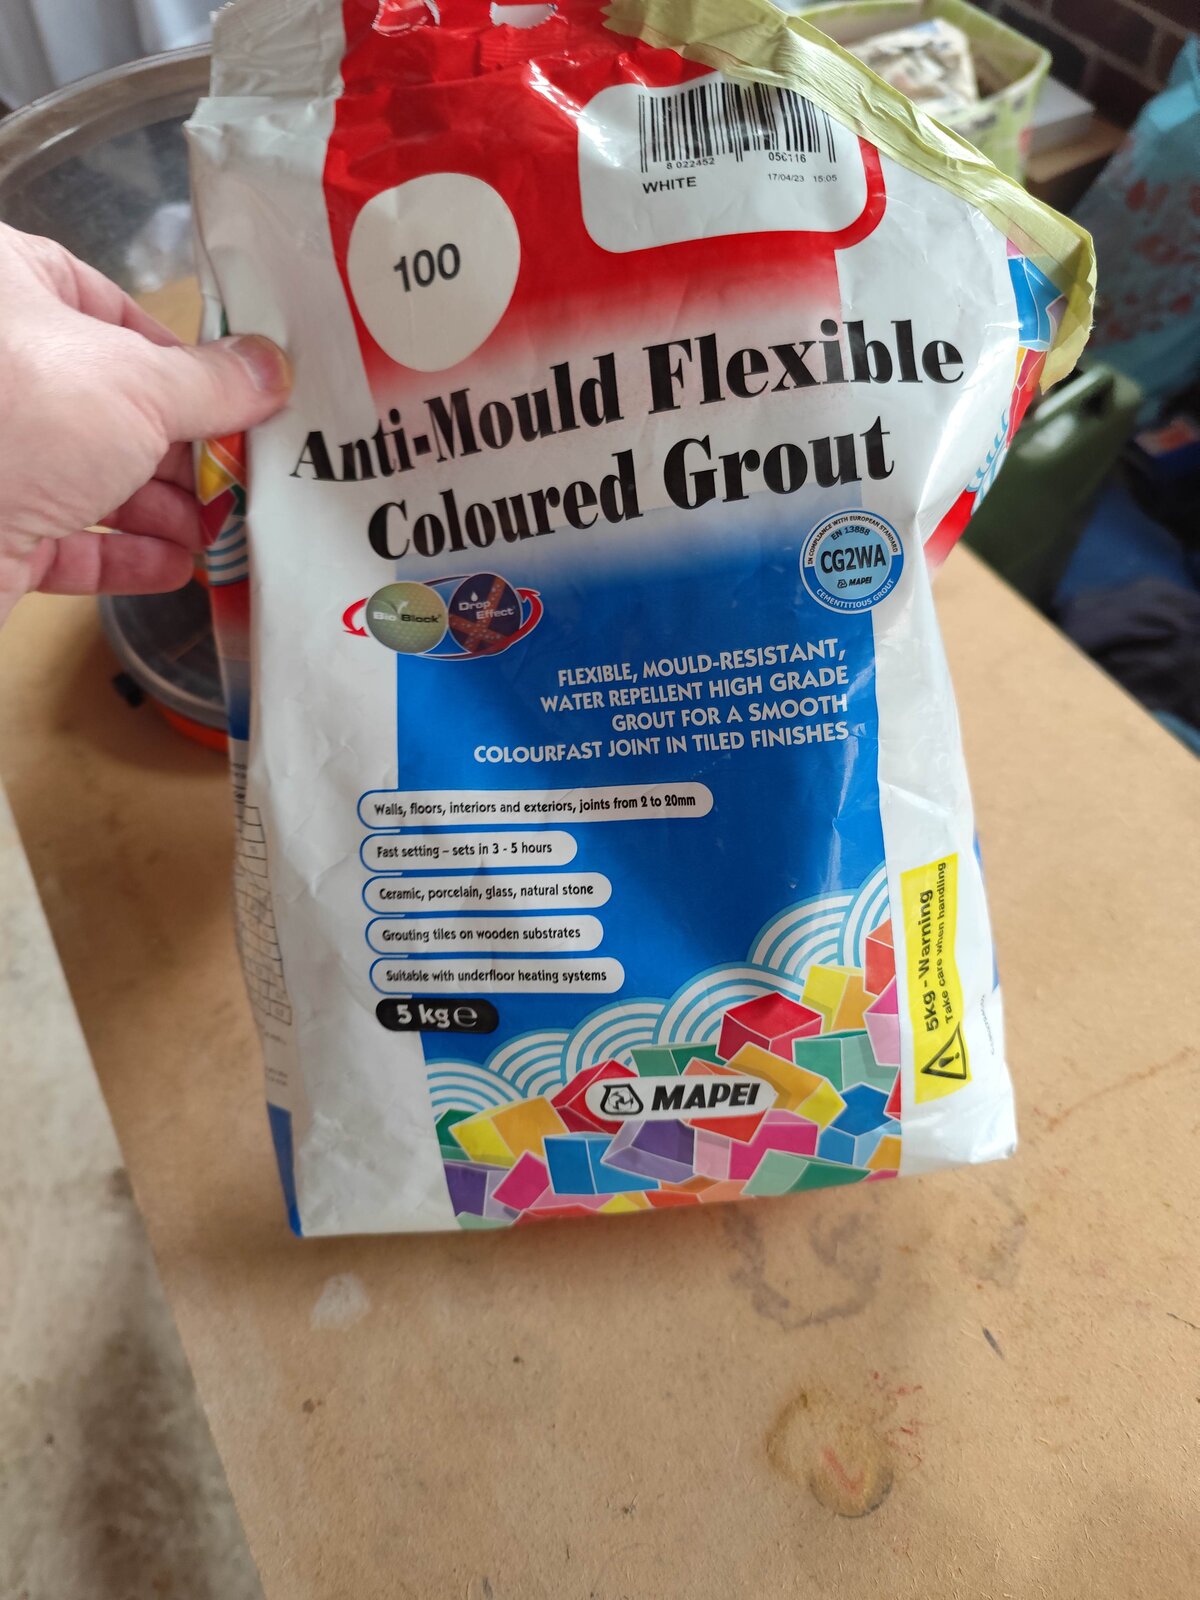 8 022452 056116
WHITE
17/04/23 15:05
100
Anti-Mould Flexible
Coloured Grout
IN COMPLIANCE WITH EUROPEAN STANDARD
EN 13888
CG2WA
MAPEI
CEMENTITIOUS GROUT
Bio Block®
Drop
Effect®
FLEXIBLE, MOULD-RESISTANT,
WATER REPELLENT HIGH GRADE
GROUT FOR A SMOOTH
COLOURFAST JOINT IN TILED FINISHES
Walls, floors, interiors and exteriors, joints from 2 to 20mm
Fast setting – sets in 3 - 5 hours
Ceramic, porcelain, glass, natural stone
Grouting tiles on wooden substrates
Suitable with underfloor heating systems
5 kg e
5kg - Warning
Take care when handling
MAPEI